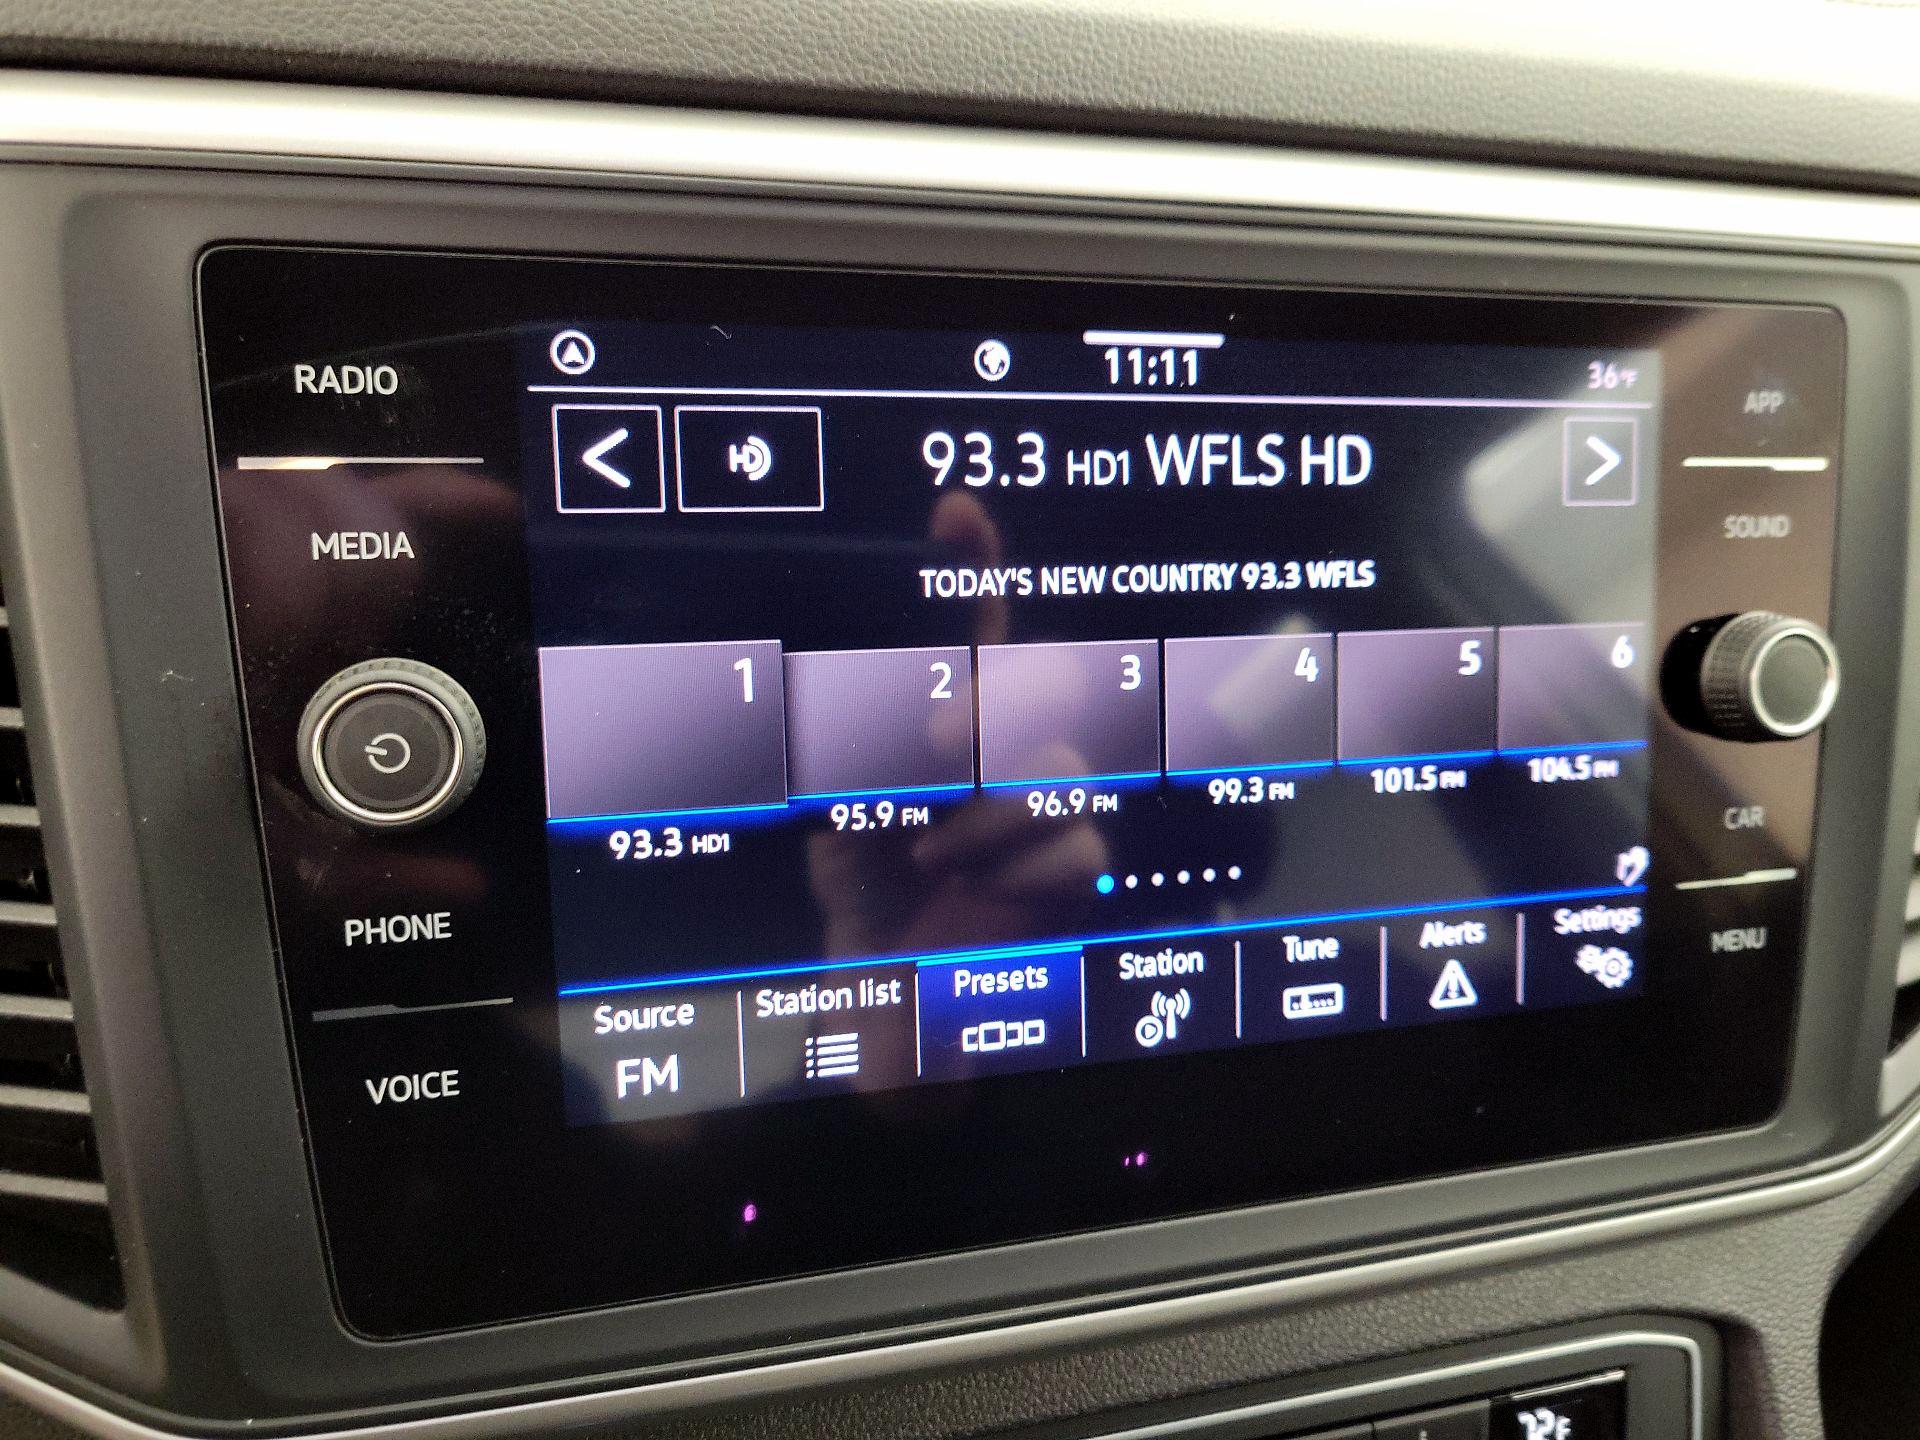 RADIO
MEDIA
PHONE
VOICE
11:11
36°F
HD
93.3 HD1 WFLS HD
TODAY'S NEW COUNTRY 93.3 WFLS
1
2
3
4
5
6
93.3 HD1
95.9 FM
96.9 FM
99.3 FM
101.5 FM
104.5 FM
Source
FM
Station list
Presets
Station
Tune
Alerts
Settings
APP
SOUND
CAR
MENU
72°F